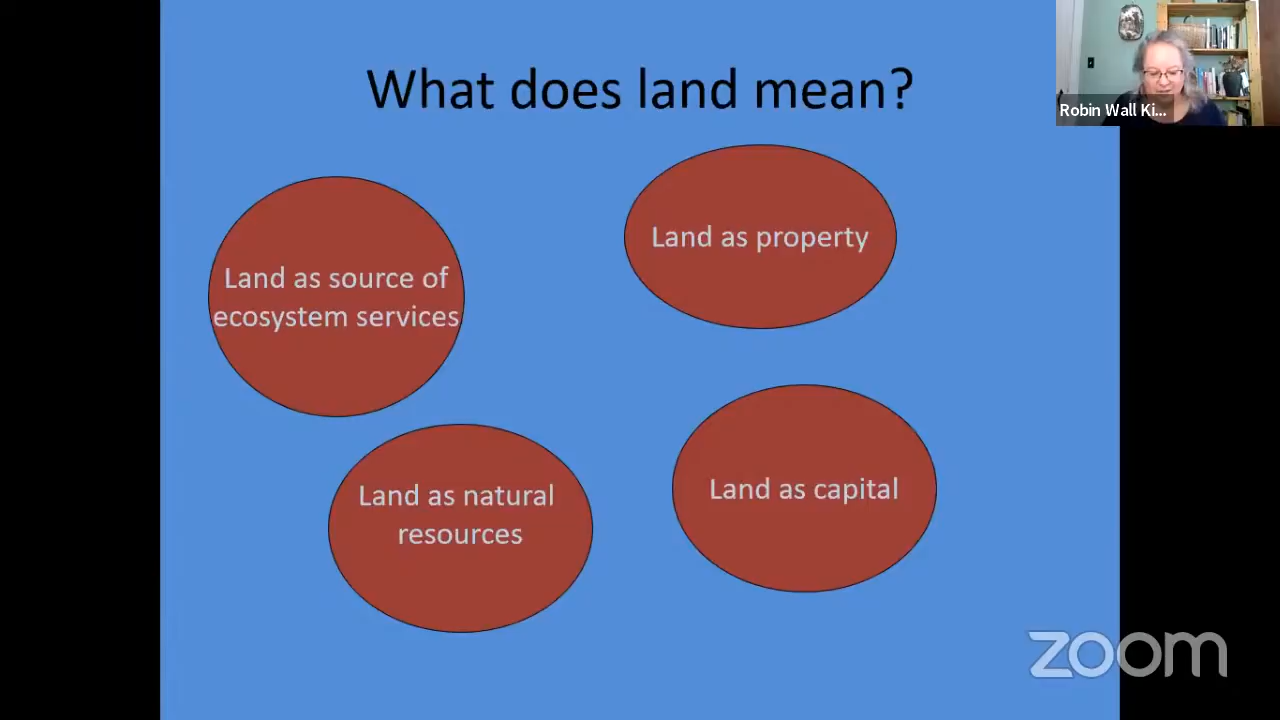 What does land mean?
Robin Wall Ki...
Land as source of
ecosystem services
Land as property
Land as natural
resources
Land as capital
zoom